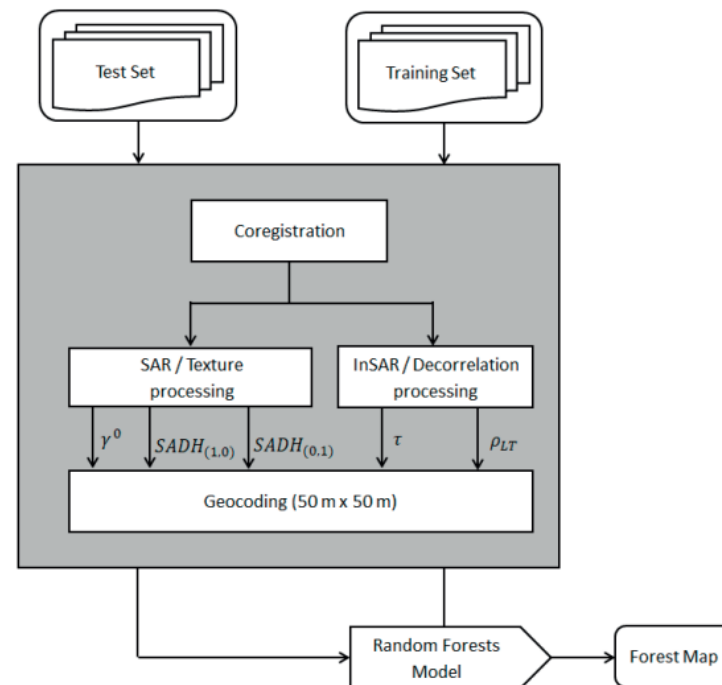 Test Set
Training Set
Coregistration
SAR / Texture
processing
InSAR / Decorrelation
processing
γ⁰
SADH₍₁,₀₎
SADH₍₀,₁₎
τ
ρ_LT
Geocoding (50 m x 50 m)
Random Forests
Model
Forest Map